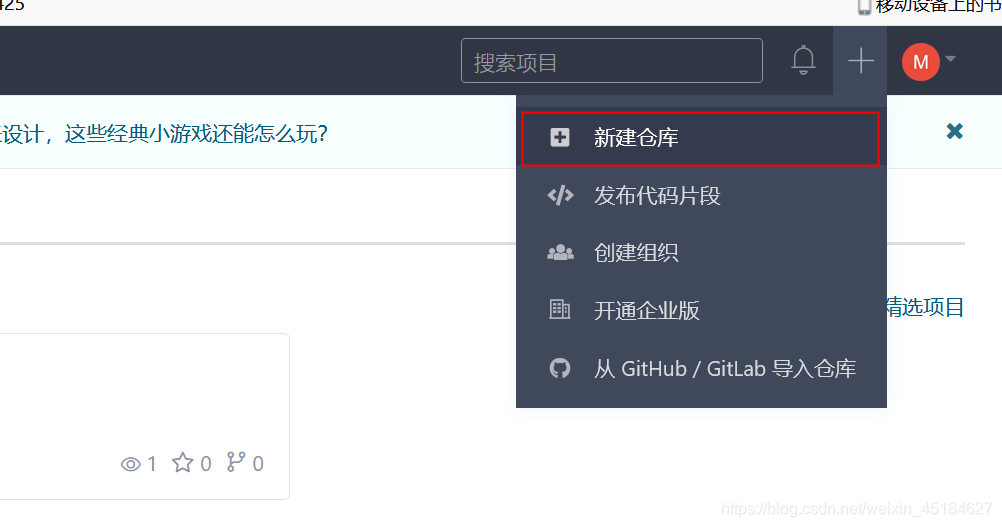 425
移动设备上的书
搜索项目
M
设计，这些经典小游戏还能怎么玩？
新建仓库
发布代码片段
创建组织
开通企业版
精选项目
从 GitHub / GitLab 导入仓库
1 0 0
https://blog.csdn.net/weixin_45184627